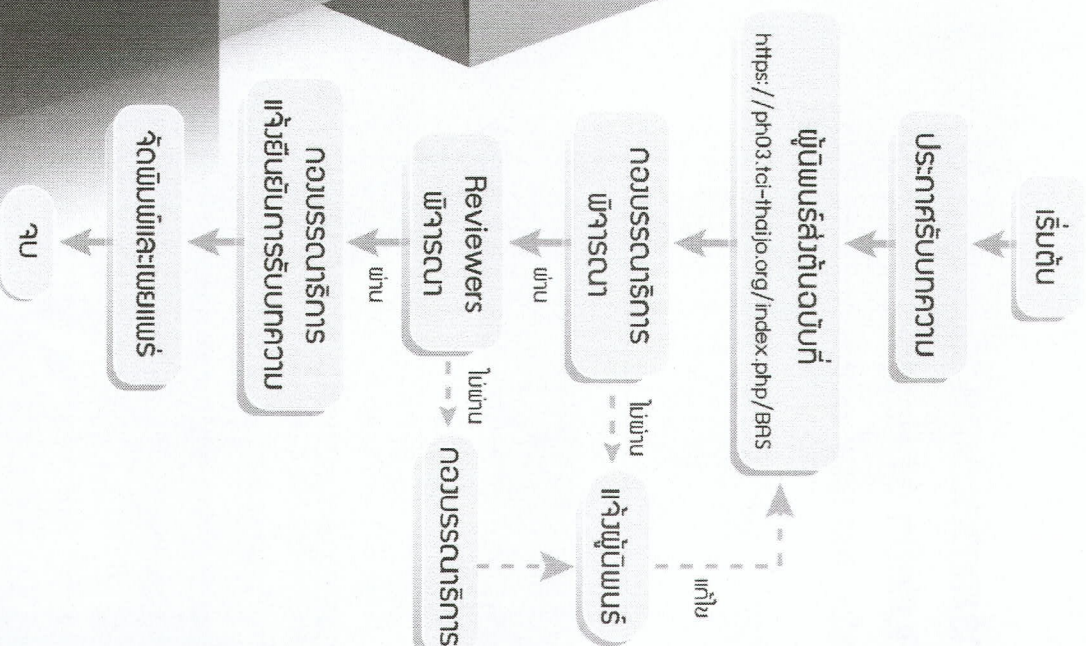 เริ่มต้น
ประกาศรับบทความ
ผู้นิพนธ์ส่งต้นฉบับที่
https://ph03.tci-thaijo.org/index.php/BAS
กองบรรณาธิการ
พิจารณา
ไม่ผ่าน
แจ้งผู้นิพนธ์
แก้ไข
ผ่าน
Reviewers
พิจารณา
ไม่ผ่าน
กองบรรณาธิการ
ผ่าน
กองบรรณาธิการ
แจ้งยืนยันการรับบทความ
จัดพิมพ์และเผยแพร่
จบ